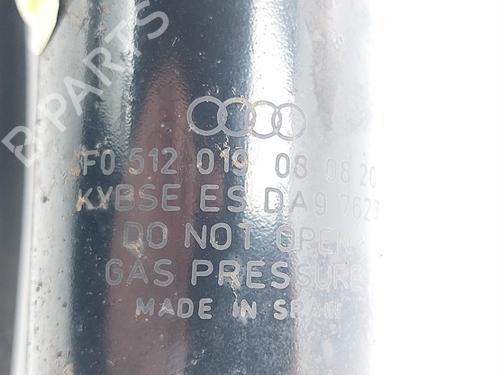 F0 512 019 08 08 20
KYBSE ES DA9 762
DO NOT OPEN
GAS PRESSURE
MADE IN SPAIN
B-PARTS